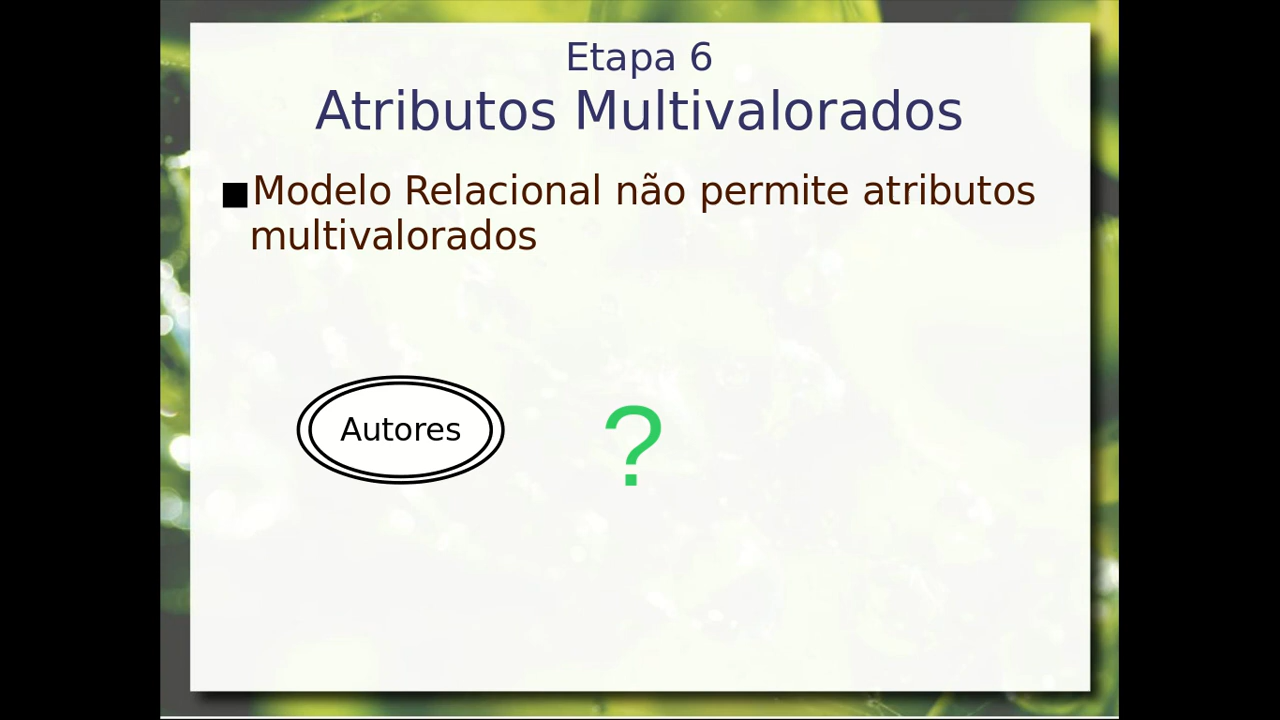 Etapa 6
Atributos Multivalorados
■Modelo Relacional não permite atributos
multivalorados
Autores
?